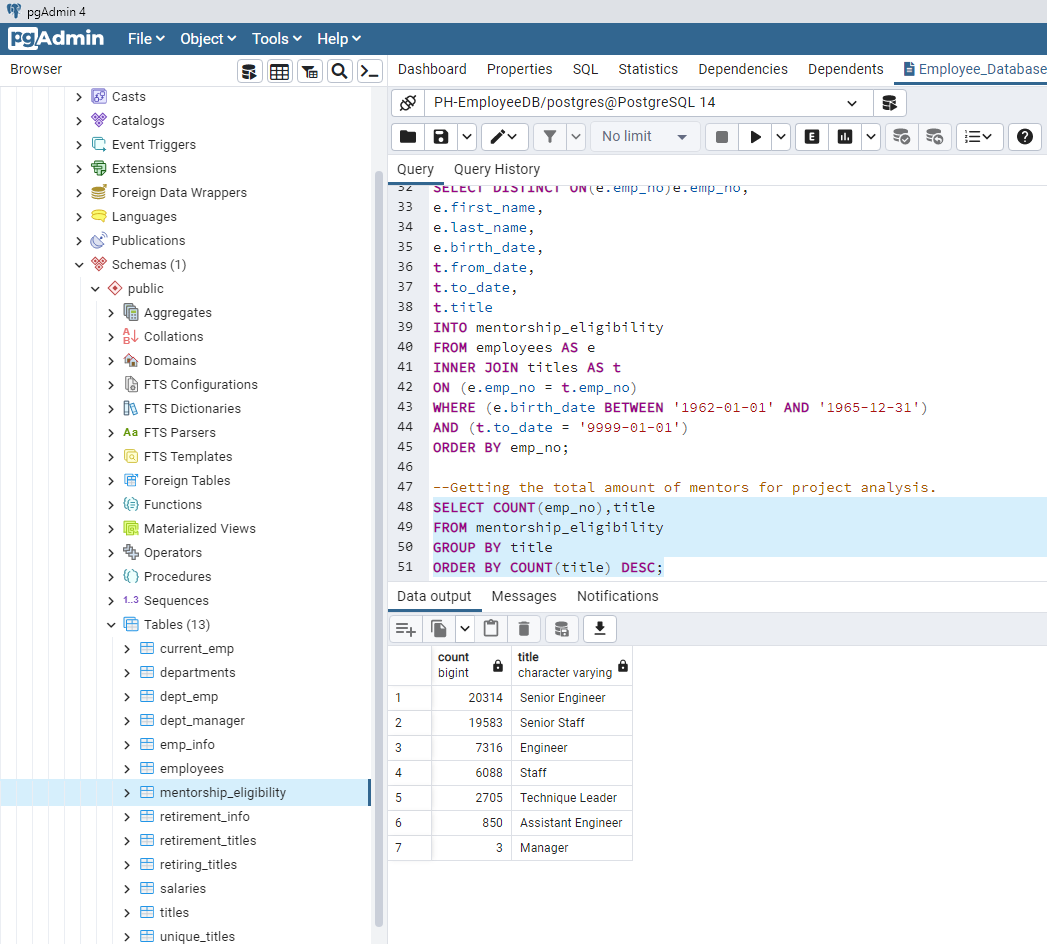 pgAdmin 4
pgAdmin
File Object Tools Help
Browser
Dashboard Properties SQL Statistics Dependencies Dependents Employee_Database
PH-EmployeeDB/postgres@PostgreSQL 14
No limit
E
Query Query History
Casts
Catalogs
Event Triggers
Extensions
Foreign Data Wrappers
Languages
Publications
Schemas (1)
public
Aggregates
Collations
Domains
FTS Configurations
FTS Dictionaries
Aa FTS Parsers
FTS Templates
Foreign Tables
Functions
Materialized Views
Operators
Procedures
1..3 Sequences
Tables (13)
current_emp
departments
dept_emp
dept_manager
emp_info
employees
mentorship_eligibility
retirement_info
retirement_titles
retiring_titles
salaries
titles
unique_titles
32 SELECT DISTINCT ON(e.emp_no)e.emp_no,
33 e.first_name,
34 e.last_name,
35 e.birth_date,
36 t.from_date,
37 t.to_date,
38 t.title
39 INTO mentorship_eligibility
40 FROM employees AS e
41 INNER JOIN titles AS t
42 ON (e.emp_no = t.emp_no)
43 WHERE (e.birth_date BETWEEN '1962-01-01' AND '1965-12-31')
44 AND (t.to_date = '9999-01-01')
45 ORDER BY emp_no;
46
47 --Getting the total amount of mentors for project analysis.
48 SELECT COUNT(emp_no),title
49 FROM mentorship_eligibility
50 GROUP BY title
51 ORDER BY COUNT(title) DESC;
Data output Messages Notifications
count title
bigint character varying
1 20314 Senior Engineer
2 19583 Senior Staff
3 7316 Engineer
4 6088 Staff
5 2705 Technique Leader
6 850 Assistant Engineer
7 3 Manager